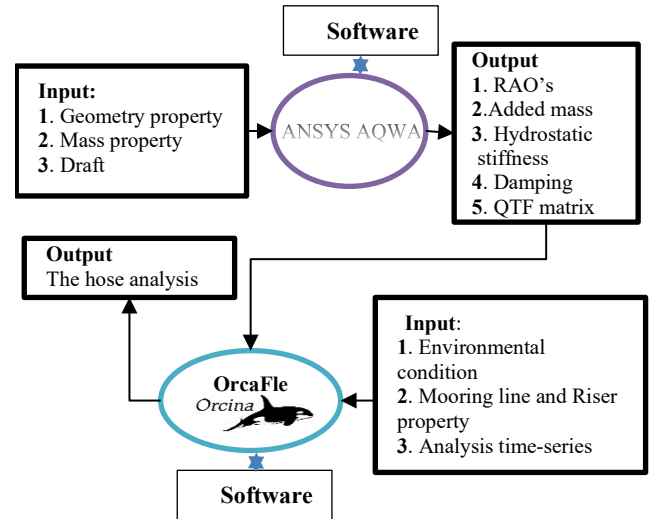 Software
Input:
1. Geometry property
2. Mass property
3. Draft
ANSYS AQWA
Output
1. RAO’s
2.Added mass
3. Hydrostatic
stiffness
4. Damping
5. QTF matrix
Output
The hose analysis
OrcaFle
Orcina
Input:
1. Environmental
condition
2. Mooring line and Riser
property
3. Analysis time-series
Software